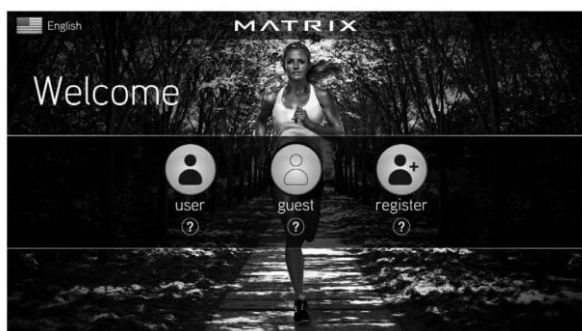 English
MATRIX
Welcome
user
guest
register
?
?
?